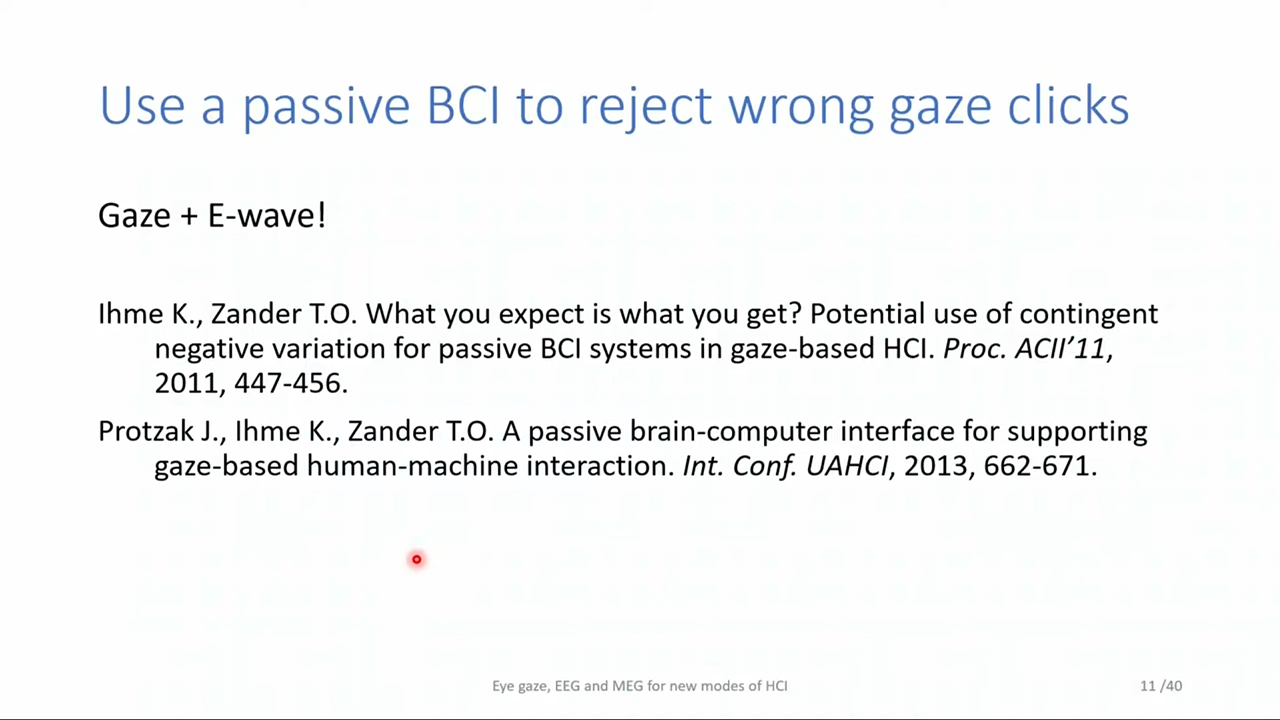 Use a passive BCI to reject wrong gaze clicks
Gaze + E-wave!
Ihme K., Zander T.O. What you expect is what you get? Potential use of contingent
negative variation for passive BCI systems in gaze-based HCI. Proc. ACII’11,
2011, 447-456.
Protzak J., Ihme K., Zander T.O. A passive brain-computer interface for supporting
gaze-based human-machine interaction. Int. Conf. UAHCI, 2013, 662-671.
Eye gaze, EEG and MEG for new modes of HCI
11 /40